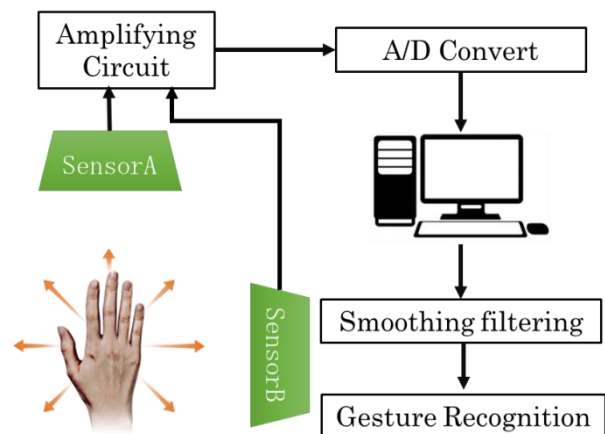 Amplifying
Circuit
A/D Convert
SensorA
SensorB
Smoothing filtering
Gesture Recognition